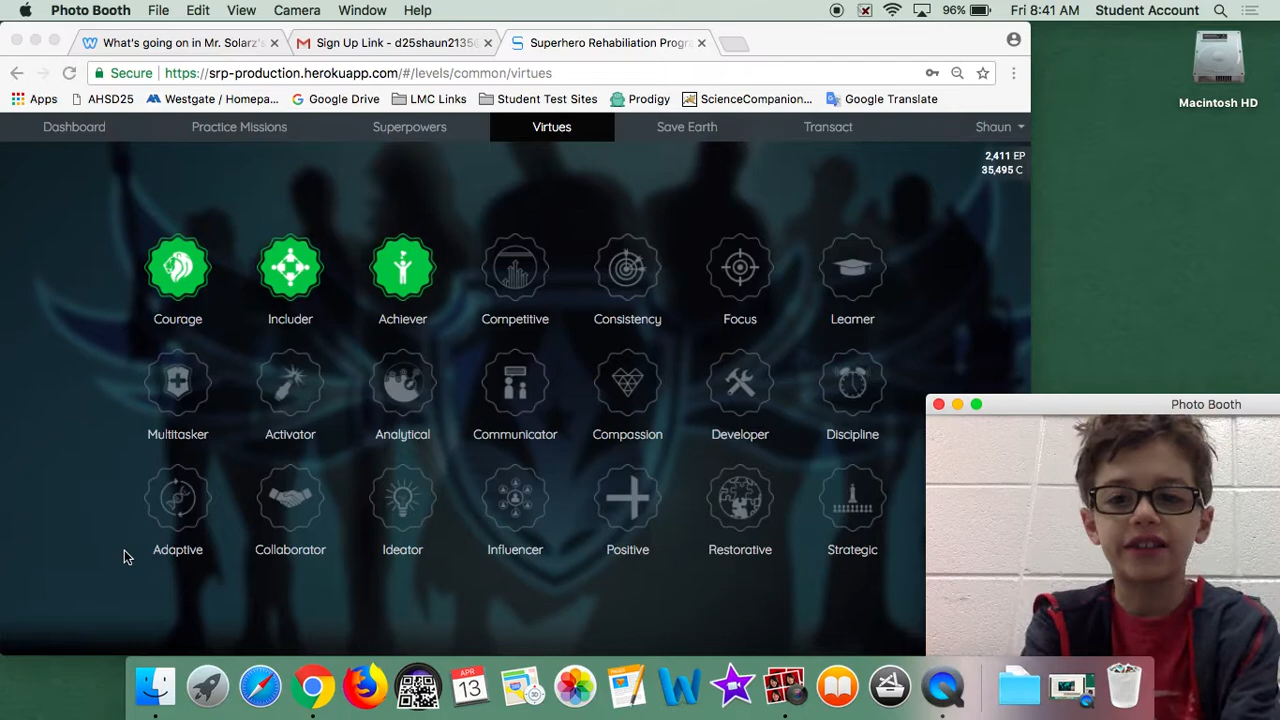 Photo Booth File Edit View Camera Window Help 96% Fri 8:41 AM Student Account
What's going on in Mr. Solarz's Sign Up Link - d25shaun2135@ Superhero Rehabiliation Progr
Secure https://srp-production.herokuapp.com/#/levels/common/virtues
Apps AHSD25 Westgate / Homepa... Google Drive LMC Links Student Test Sites Prodigy ScienceCompanion... Google Translate
Macintosh HD
Dashboard Practice Missions Superpowers Virtues Save Earth Transact Shaun
2,411 EP
35,495 C
Courage Includer Achiever Competitive Consistency Focus Learner
Multitasker Activator Analytical Communicator Compassion Developer Discipline
Photo Booth
Adaptive Collaborator Ideator Influencer Positive Restorative Strategic
APR
13